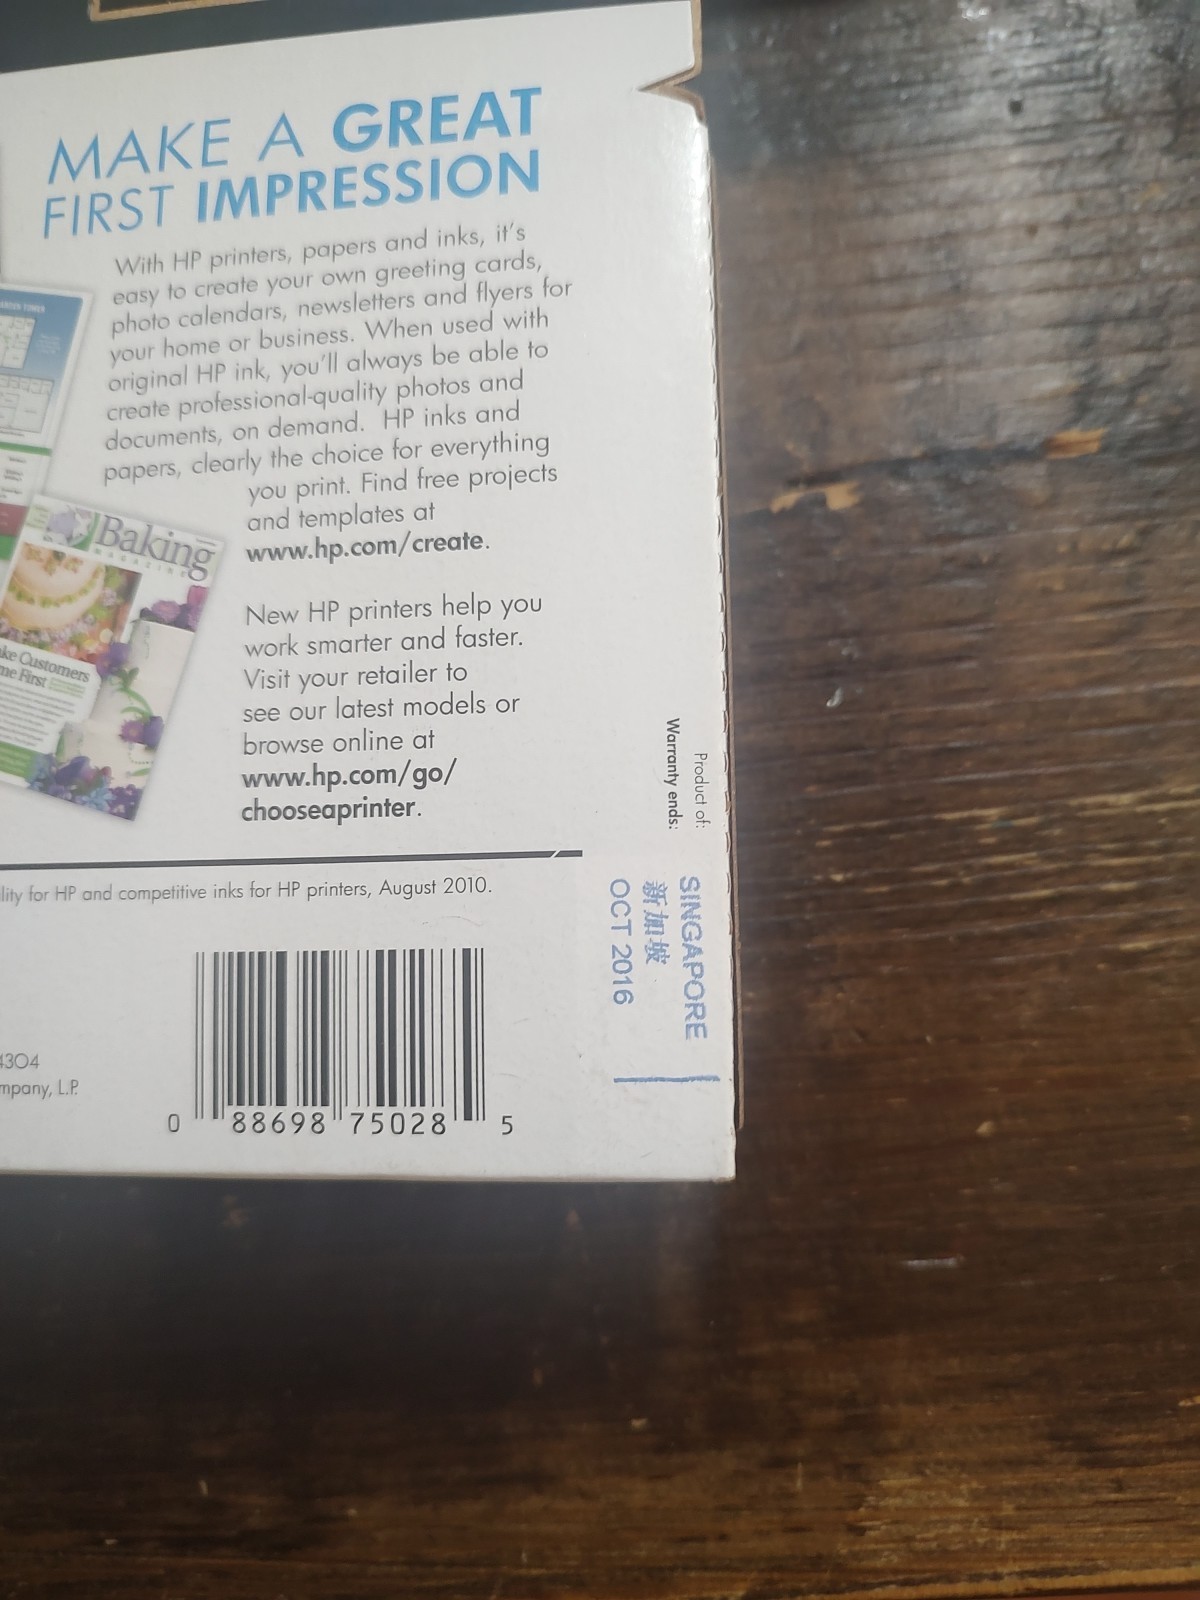 MAKE A GREAT
FIRST IMPRESSION
With HP printers, papers and inks, it's
easy to create your own greeting cards,
photo calendars, newsletters and flyers for
your home or business. When used with
original HP ink, you'll always be able to
create professional-quality photos and
documents, on demand. HP inks and
papers, clearly the choice for everything
you print. Find free projects
and templates at
www.hp.com/create.
Baking
MAGAZINE
Customers
First
New HP printers help you
work smarter and faster.
Visit your retailer to
see our latest models or
browse online at
www.hp.com/go/
chooseaprinter.
for HP and competitive inks for HP printers, August 2010.
L.P.
0 88698 75028 5
Product of:
Warranty ends:
SINGAPORE
新加坡
OCT 2016